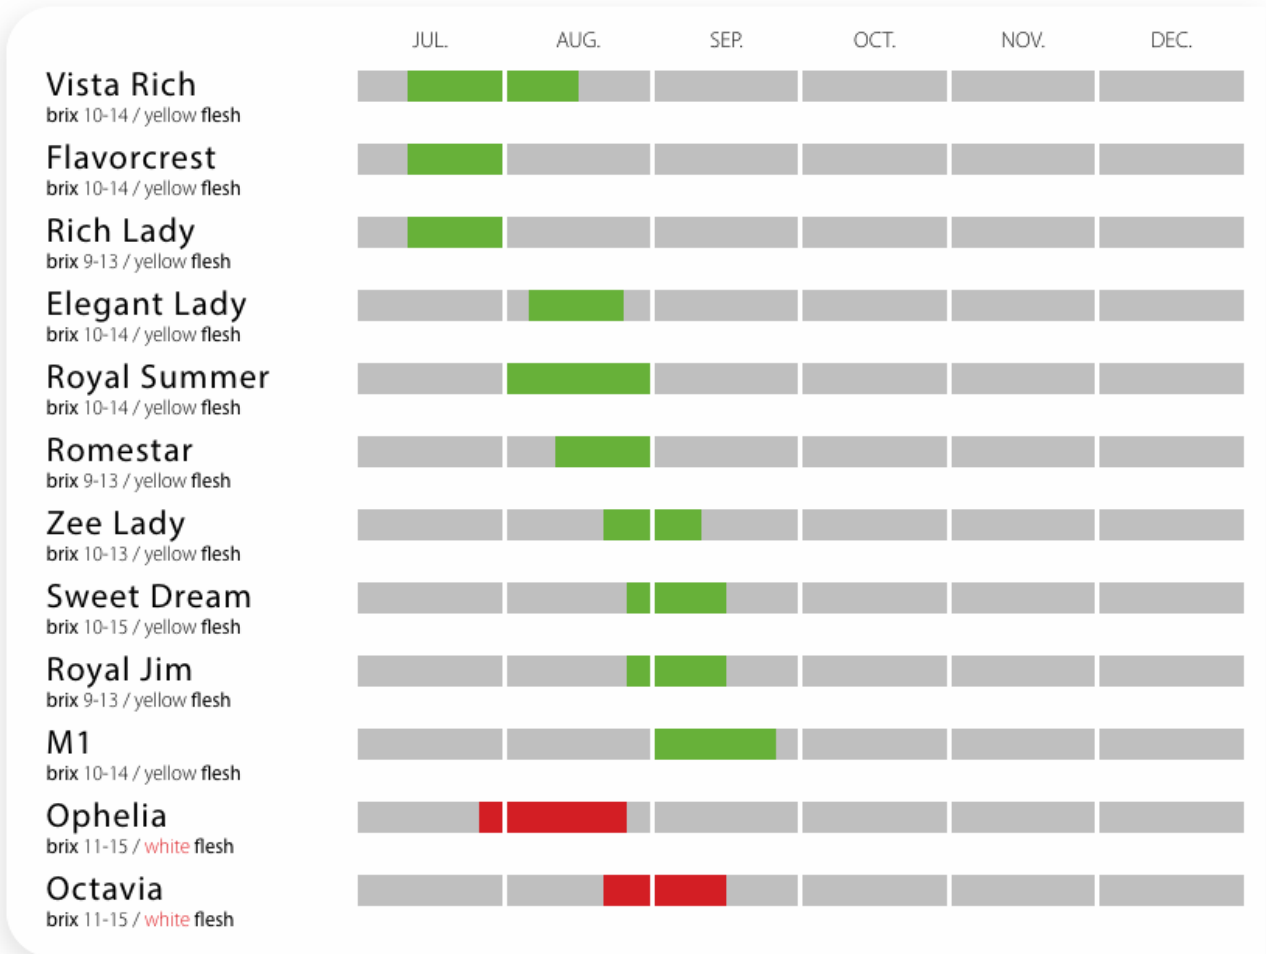 JUL. AUG. SEP. OCT. NOV. DEC.
Vista Rich
brix 10-14 / yellow flesh
Flavorcrest
brix 10-14 / yellow flesh
Rich Lady
brix 9-13 / yellow flesh
Elegant Lady
brix 10-14 / yellow flesh
Royal Summer
brix 10-14 / yellow flesh
Romestar
brix 9-13 / yellow flesh
Zee Lady
brix 10-13 / yellow flesh
Sweet Dream
brix 10-15 / yellow flesh
Royal Jim
brix 9-13 / yellow flesh
M1
brix 10-14 / yellow flesh
Ophelia
brix 11-15 / white flesh
Octavia
brix 11-15 / white flesh